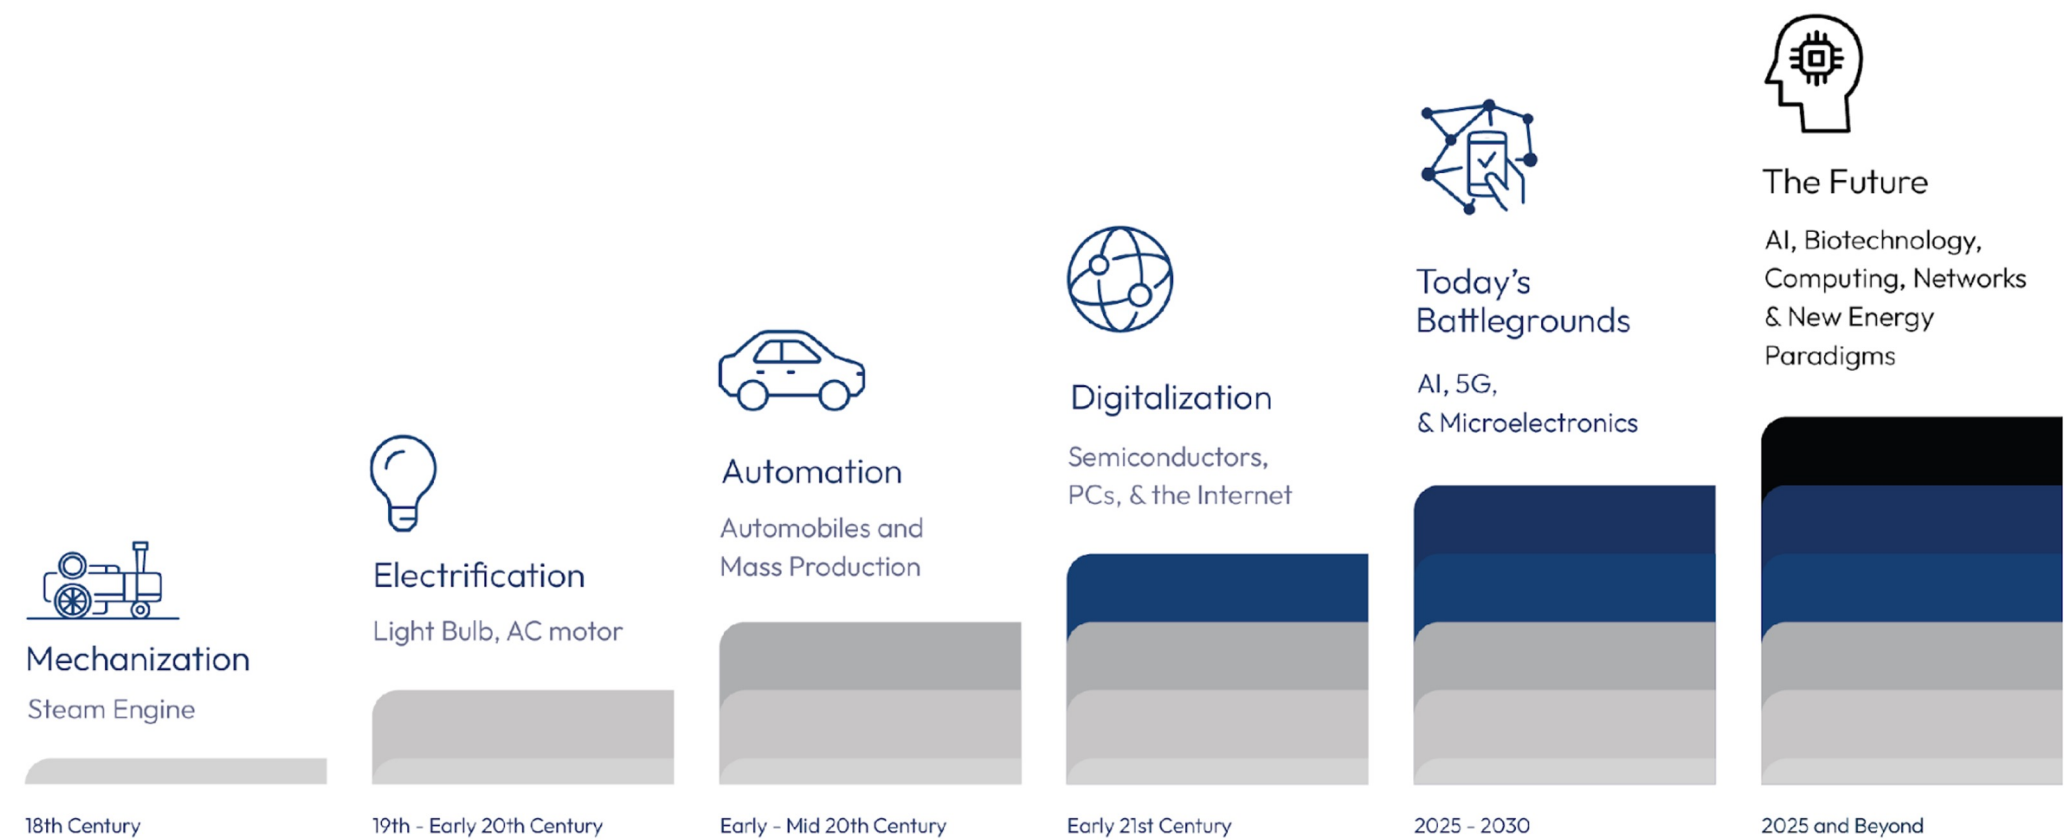 Mechanization
Steam Engine
18th Century
Electrification
Light Bulb, AC motor
19th - Early 20th Century
Automation
Automobiles and
Mass Production
Early - Mid 20th Century
Digitalization
Semiconductors,
PCs, & the Internet
Early 21st Century
Today's
Battlegrounds
AI, 5G,
& Microelectronics
2025 - 2030
The Future
AI, Biotechnology,
Computing, Networks
& New Energy
Paradigms
2025 and Beyond